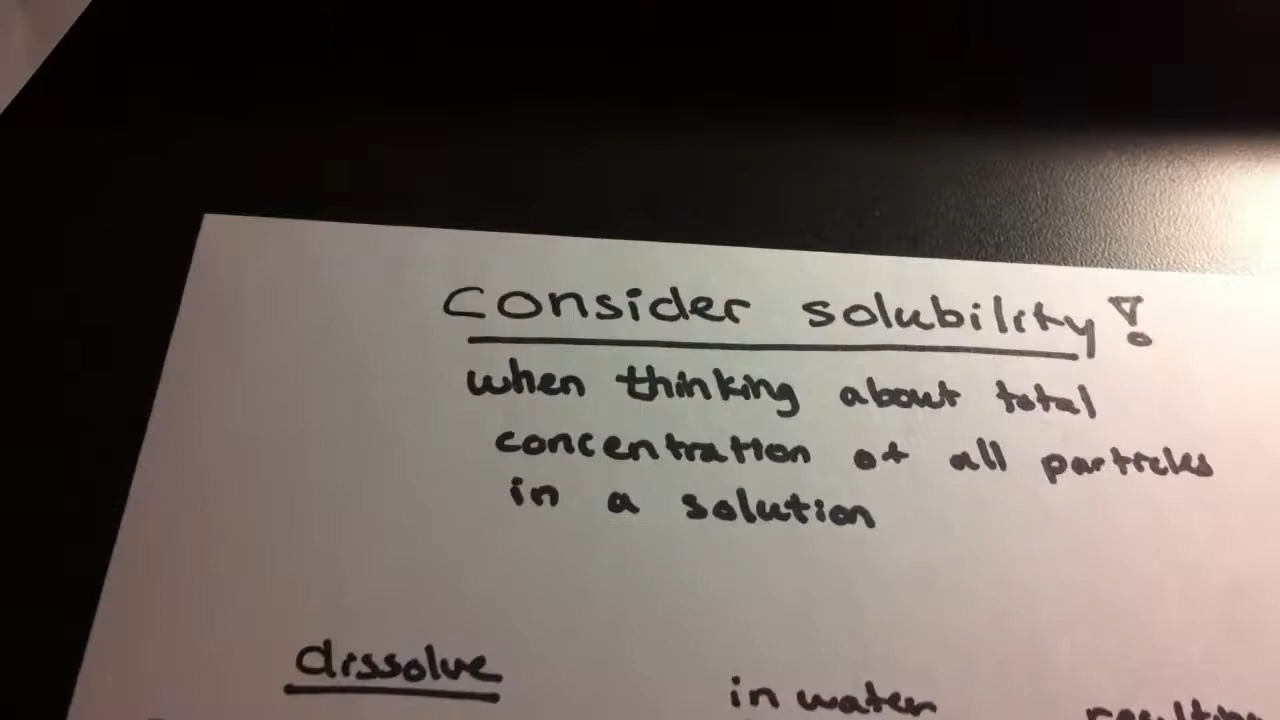 Consider solubility!
when thinking about total
concentration of all particles
in a solution
dissolve in water